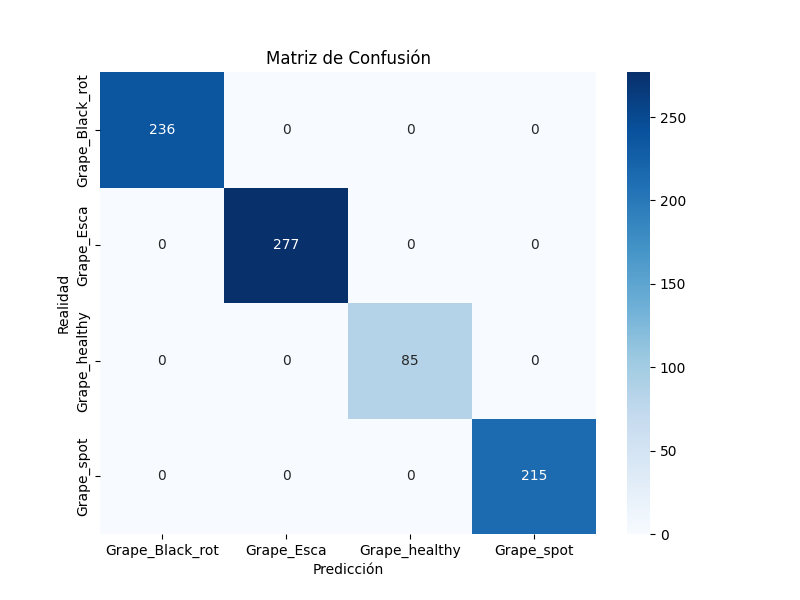 Matriz de Confusión
Realidad
Grape_Black_rot
236 0 0 0
Grape_Esca
0 277 0 0
Grape_healthy
0 0 85 0
Grape_spot
0 0 0 215
Grape_Black_rot Grape_Esca Grape_healthy Grape_spot
Predicción
250
200
150
100
50
0